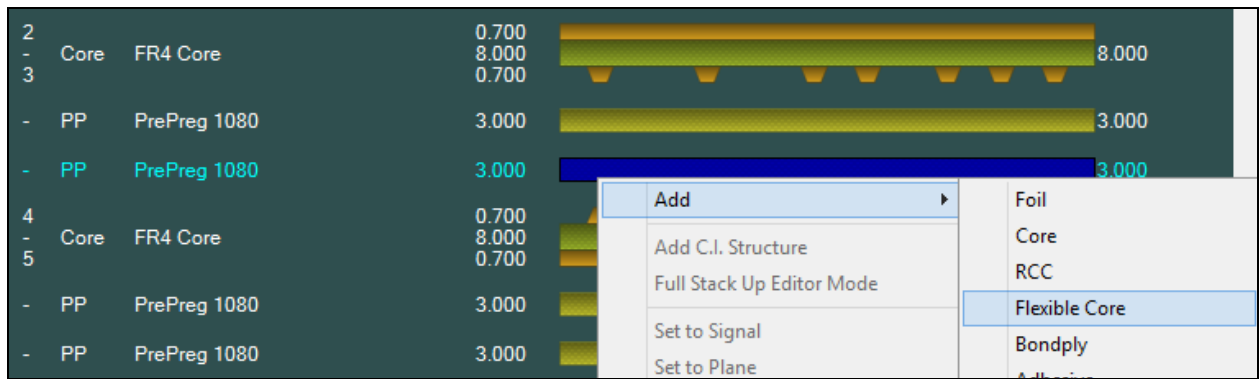 2
0.700
- Core FR4 Core 8.000 8.000
3 0.700
- PP PrePreg 1080 3.000 3.000
- PP PrePreg 1080 3.000 3.000
4 0.700
- Core FR4 Core 8.000
5 0.700
- PP PrePreg 1080 3.000
- PP PrePreg 1080 3.000
Add
Add C.I. Structure
Full Stack Up Editor Mode
Set to Signal
Set to Plane
Foil
Core
RCC
Flexible Core
Bondply